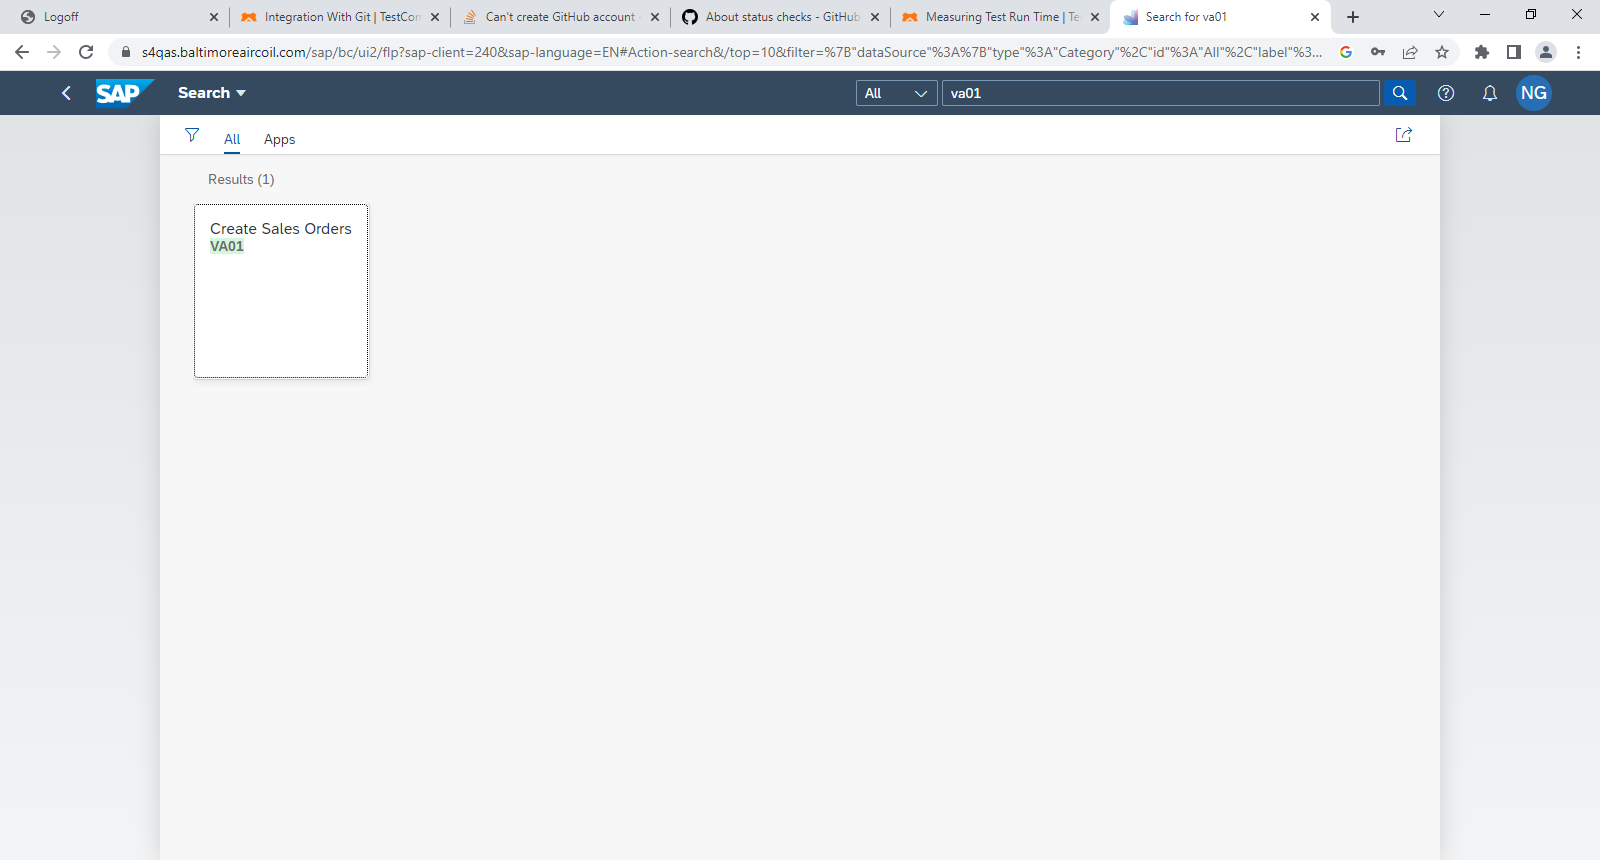 Logoff
Integration With Git | TestCom
Can't create GitHub account -
About status checks - GitHub
Measuring Test Run Time | Te
Search for va01
s4qas.baltimoreaircoil.com/sap/bc/ui2/flp?sap-client=240&sap-language=EN#Action-search&/top=10&filter=%7B"dataSource"%3A%7B"type"%3A"Category"%2C"id"%3A"All"%2C"label"%3...
SAP
Search
All
va01
NG
All
Apps
Results (1)
Create Sales Orders
VA01